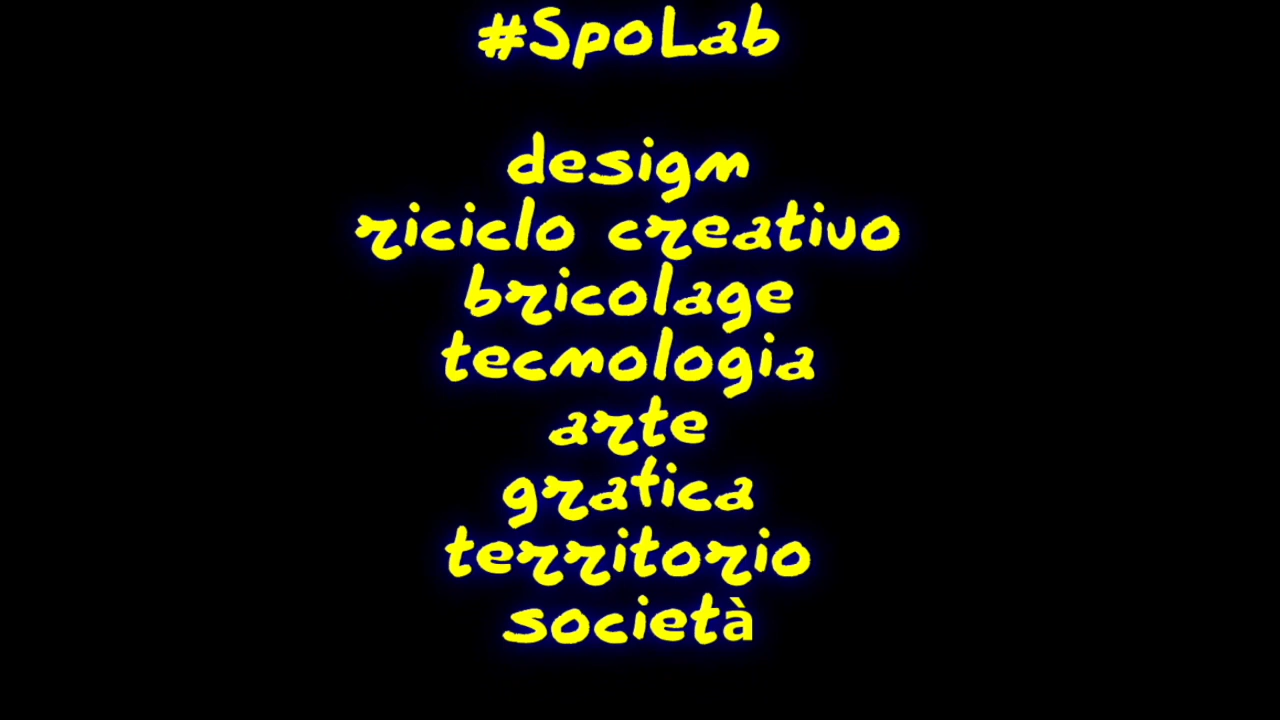 #SpoLab
design
riciclo creativo
bricolage
tecnologia
arte
grafica
territorio
società